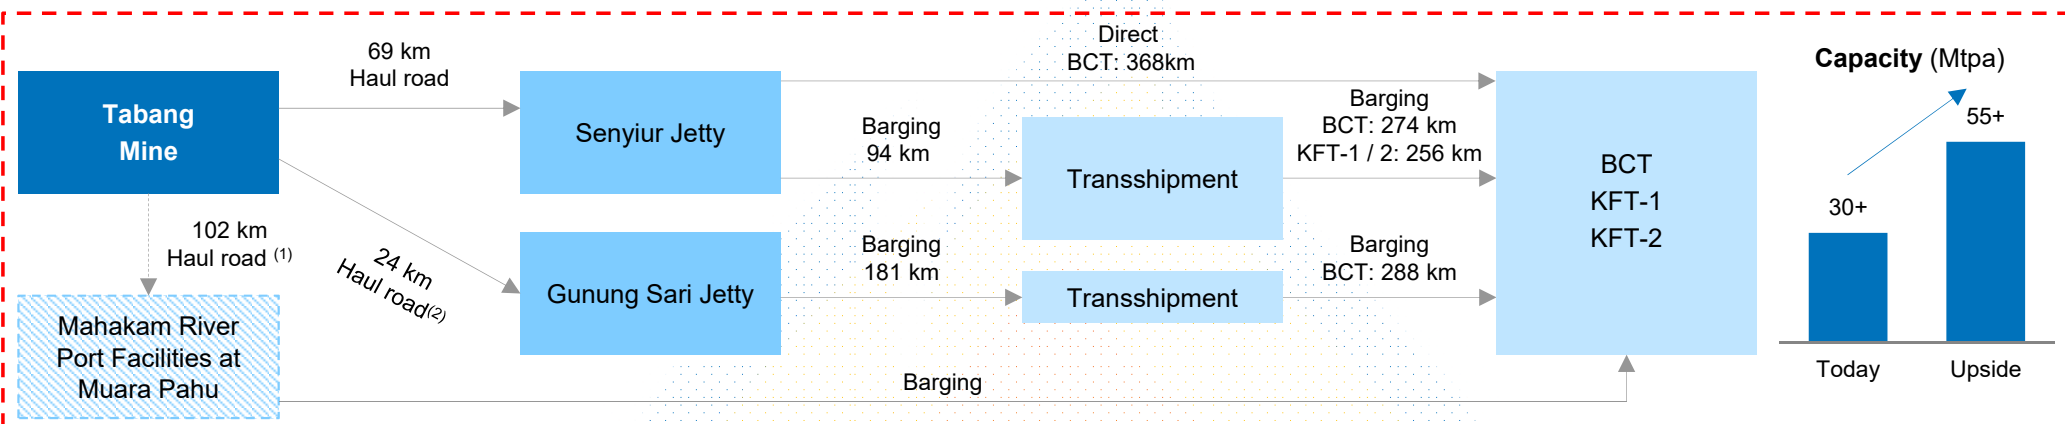 69 km
Haul road
Direct
BCT: 368km
Capacity (Mtpa)
Tabang
Mine
Senyiur Jetty
Barging
94 km
Transshipment
Barging
BCT: 274 km
KFT-1 / 2: 256 km
BCT
KFT-1
KFT-2
55+
30+
102 km
Haul road (1)
24 km
Haul road(2)
Gunung Sari Jetty
Barging
181 km
Transshipment
Barging
BCT: 288 km
Mahakam River
Port Facilities at
Muara Pahu
Barging
Today
Upside